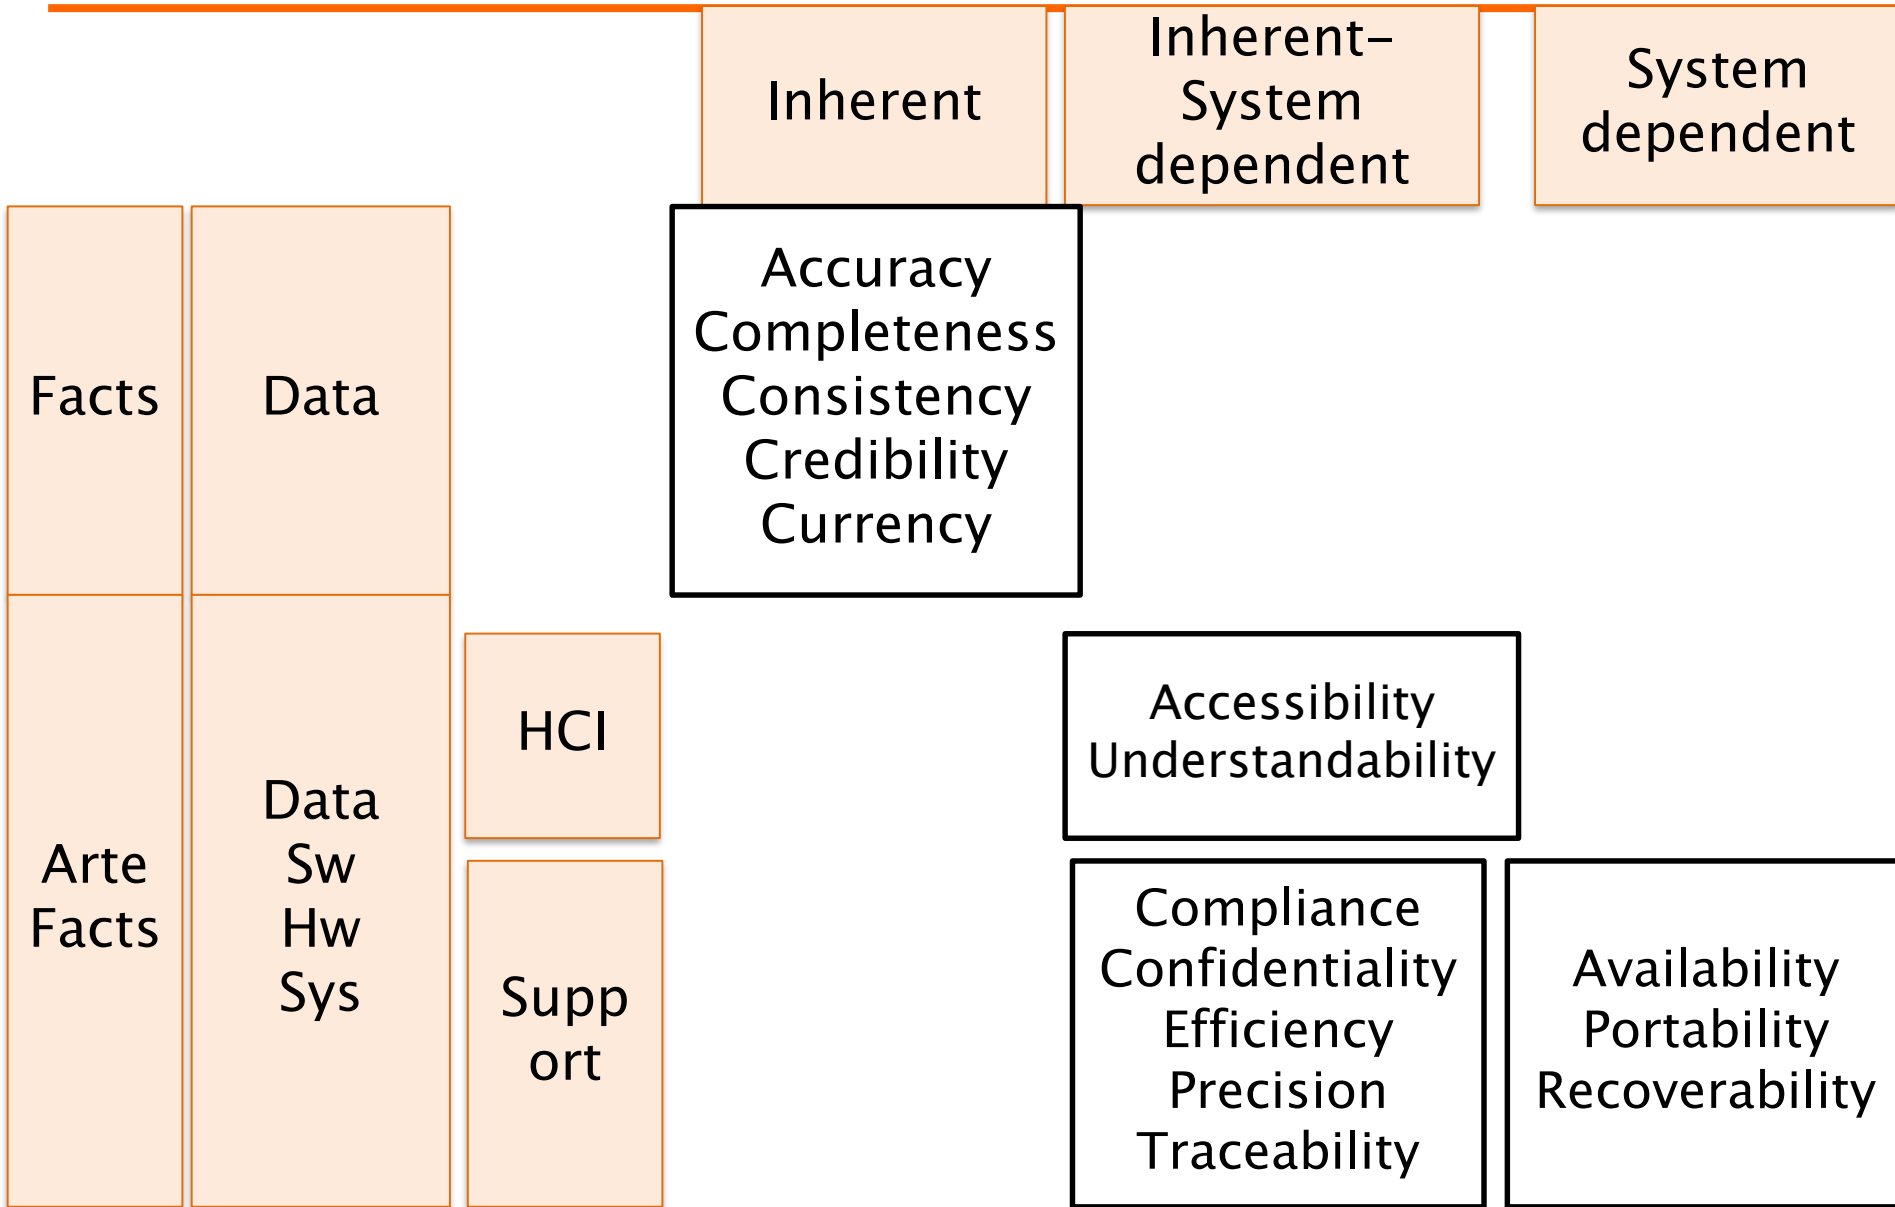 Inherent
Inherent–
System
dependent
System
dependent
Facts
Data
Accuracy
Completeness
Consistency
Credibility
Currency
Arte
Facts
Data
Sw
Hw
Sys
HCI
Accessibility
Understandability
Supp
ort
Compliance
Confidentiality
Efficiency
Precision
Traceability
Availability
Portability
Recoverability